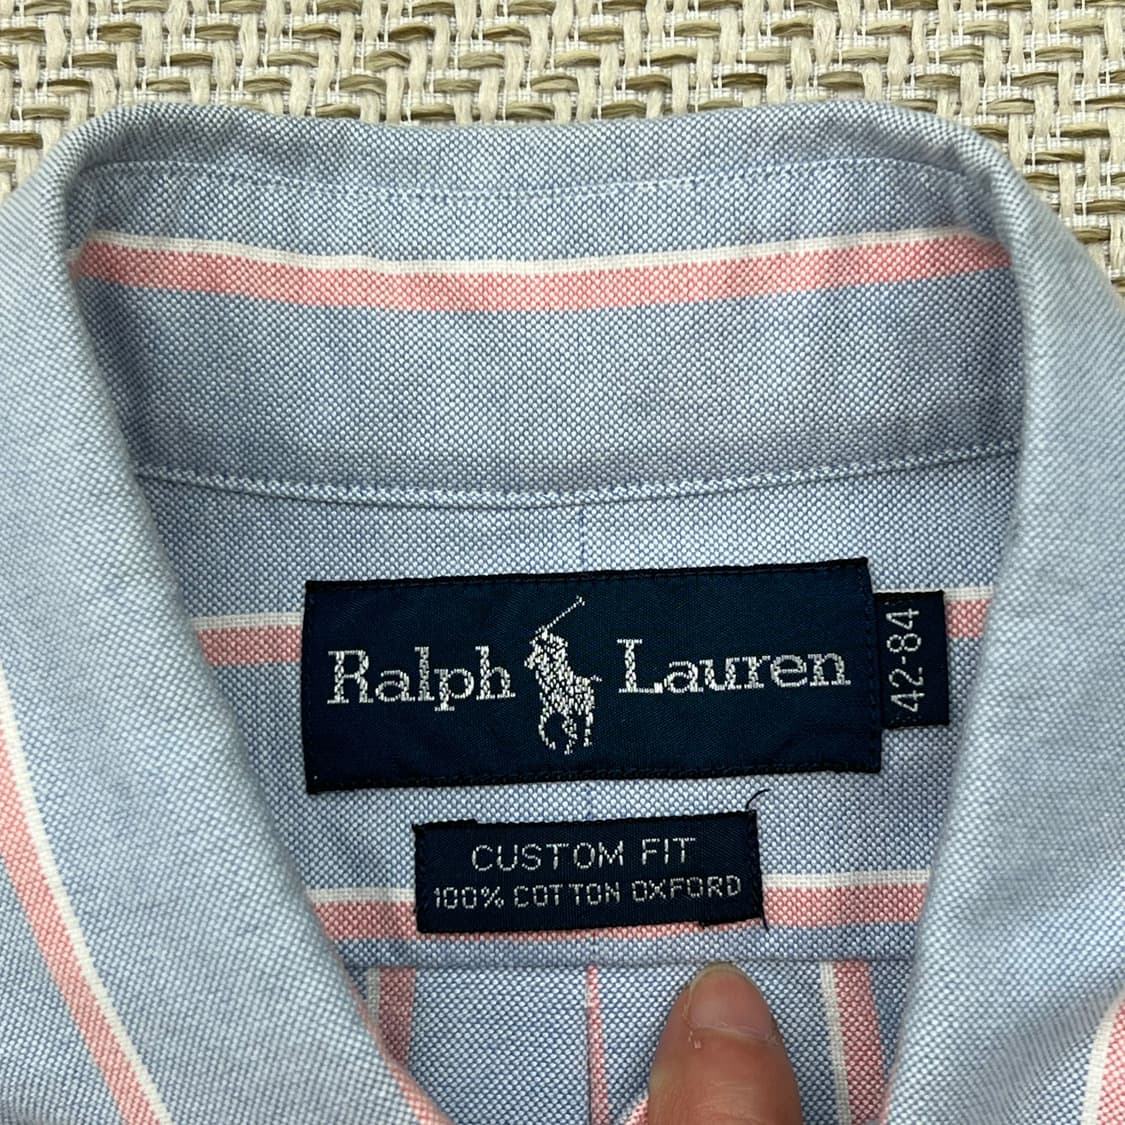 Ralph Lauren
42-84
CUSTOM FIT
100% COTTON OXFORD